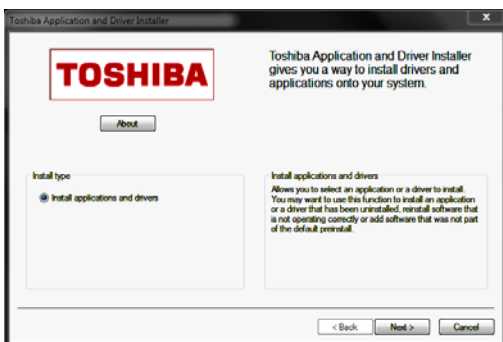 Toshiba Application and Driver Installer
x
TOSHIBA
Toshiba Application and Driver Installer
gives you a way to install drivers and
applications onto your system.
About
Install type
Install applications and drivers
Install applications and drivers
Allows you to select an application or a driver to install.
You may want to use this function to install an application
or a driver that has been uninstalled, reinstall software that
is not operating correctly or add software that was not part
of the default preinstall.
< Back
Next >
Cancel